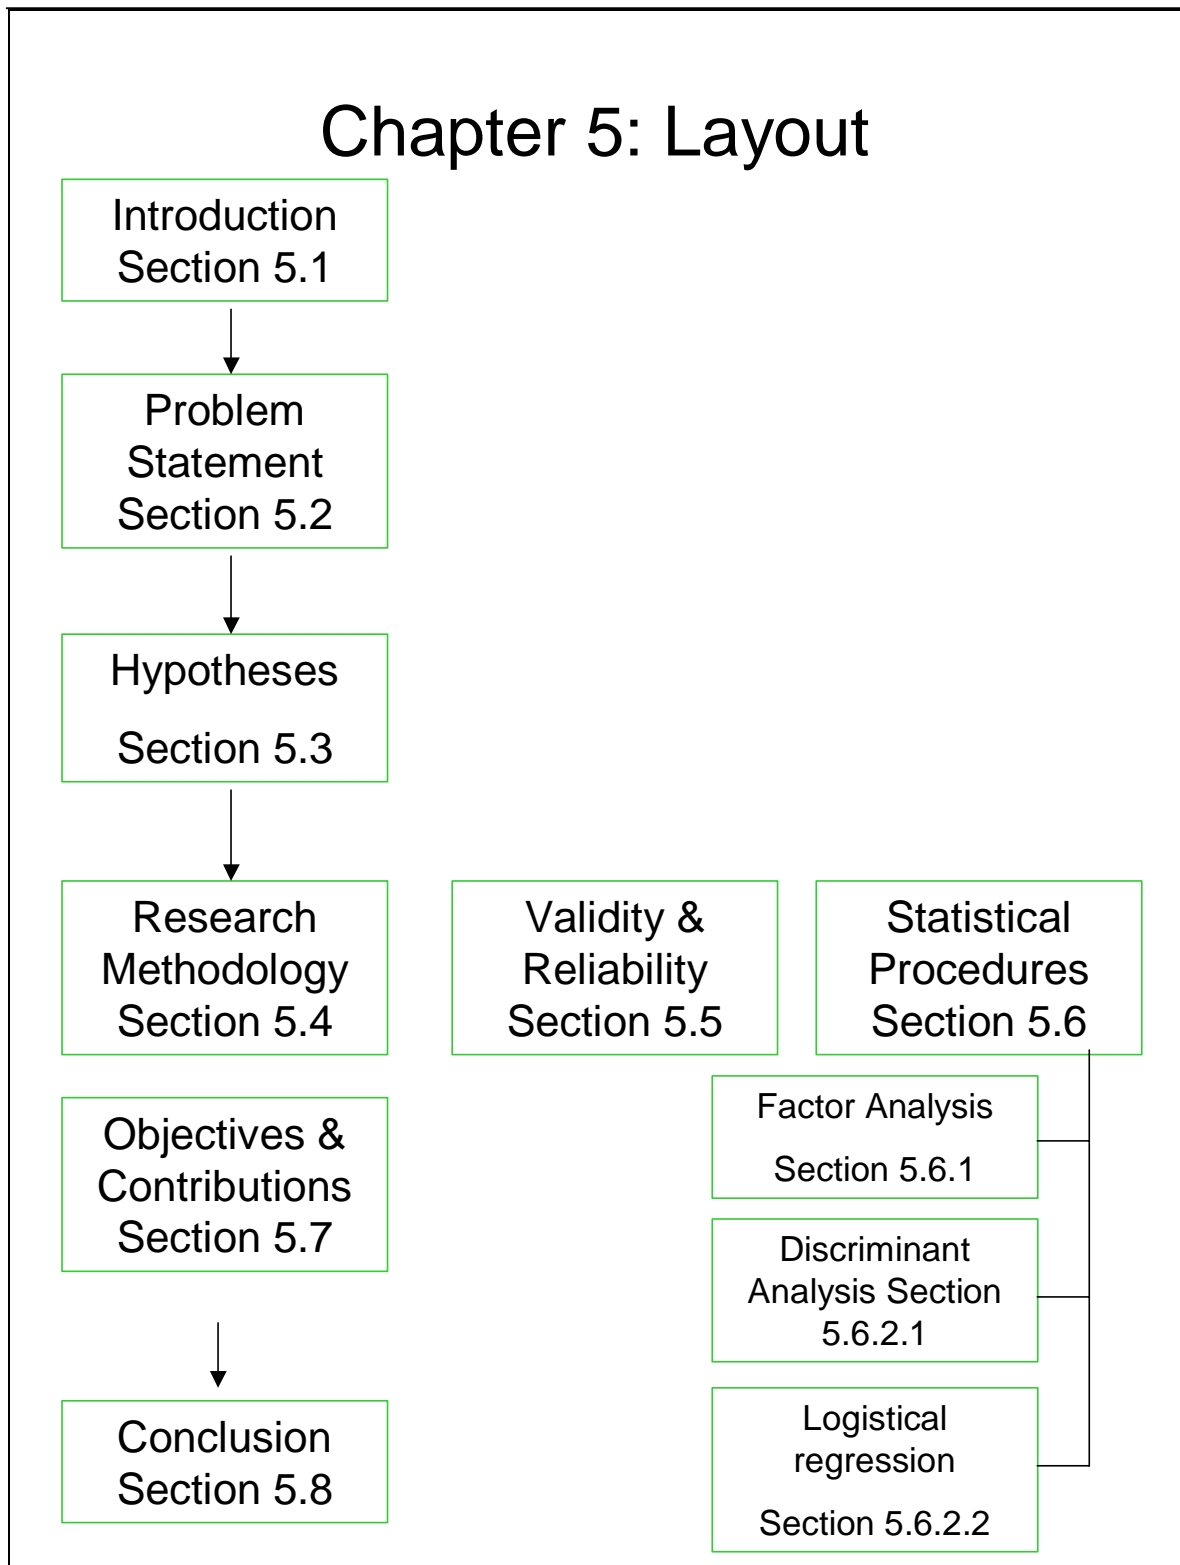 Chapter 5: Layout
Introduction
Section 5.1
Problem
Statement
Section 5.2
Hypotheses
Section 5.3
Research
Methodology
Section 5.4
Validity &
Reliability
Section 5.5
Statistical
Procedures
Section 5.6
Factor Analysis
Section 5.6.1
Discriminant
Analysis Section
5.6.2.1
Logistical
regression
Section 5.6.2.2
Objectives &
Contributions
Section 5.7
Conclusion
Section 5.8